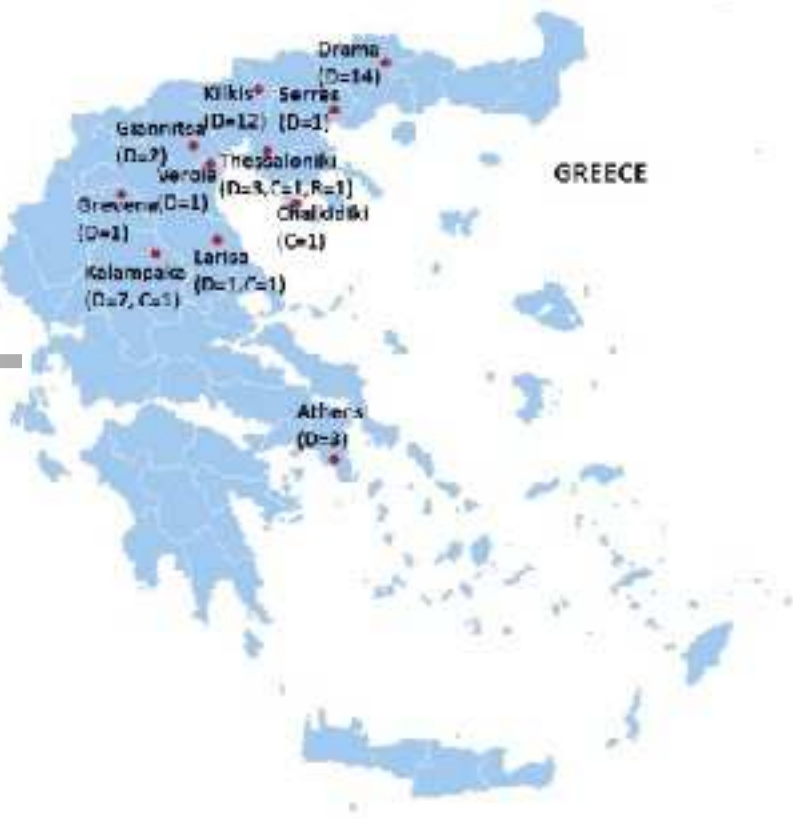 Drama
(D=14)
Kilkis
(D=12)
Serres
(D=1)
Giannitsa
(D=2)
Veroia
(D=1)
Thessaloniki
(D=3,C=1,B=1)
Grevena
(D=1)
Chalkidiki
(C=1)
Kalampaka
(D=7, C=1)
Larisa
(D=1,C=1)
Athens
(D=3)
GREECE